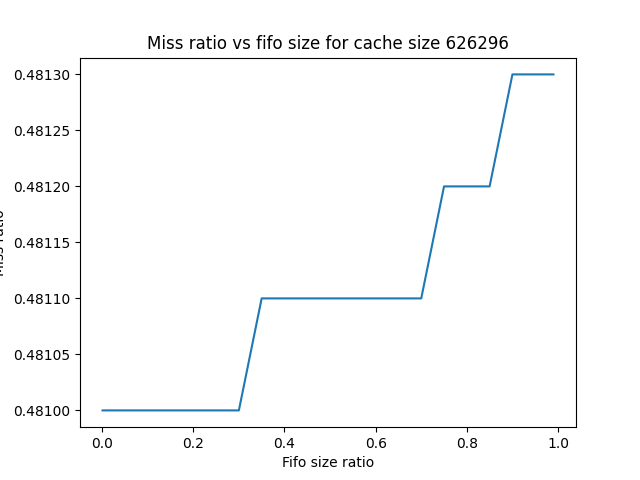 Miss ratio vs fifo size for cache size 626296
0.48130
0.48125
0.48120
0.48115
0.48110
0.48105
0.48100
Miss ratio
0.0 0.2 0.4 0.6 0.8 1.0
Fifo size ratio